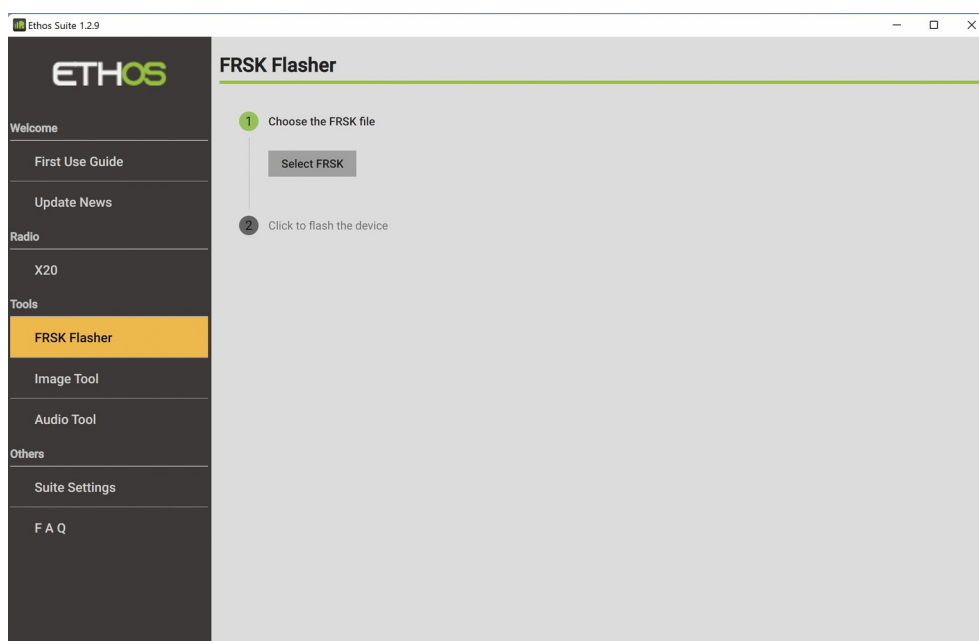 Ethos Suite 1.2.9
ETHOS
Welcome
First Use Guide
Update News
Radio
X20
Tools
FRSK Flasher
Image Tool
Audio Tool
Others
Suite Settings
F A Q
FRSK Flasher
1 Choose the FRSK file
Select FRSK
2 Click to flash the device